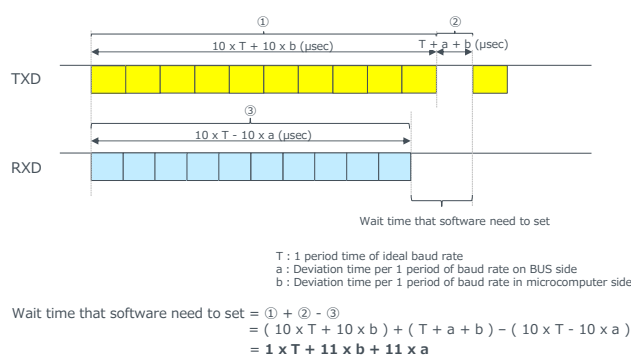 ① ②
10 x T + 10 x b (μsec) T + a + b (μsec)
TXD
③
10 x T - 10 x a (μsec)
RXD
Wait time that software need to set
T : 1 period time of ideal baud rate
a : Deviation time per 1 period of baud rate on BUS side
b : Deviation time per 1 period of baud rate in microcomputer side
Wait time that software need to set = ① + ② - ③
= ( 10 x T + 10 x b ) + ( T + a + b ) – ( 10 x T - 10 x a )
= 1 x T + 11 x b + 11 x a